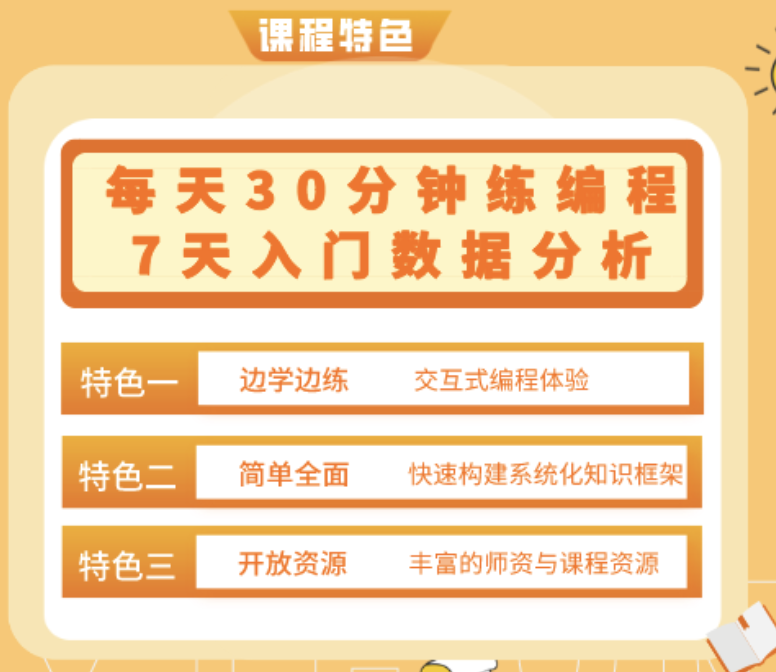 课程特色
每天30分钟练编程
7天入门数据分析
特色一 边学边练 交互式编程体验
特色二 简单全面 快速构建系统化知识框架
特色三 开放资源 丰富的师资与课程资源